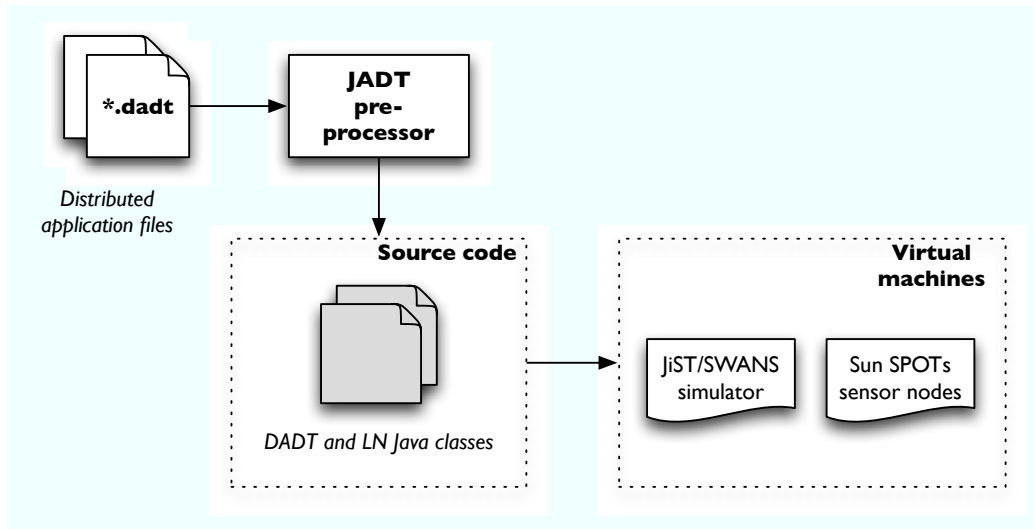 *.dadt
JADT
pre-
processor
Distributed
application files
Source code
DADT and LN Java classes
Virtual
machines
JiST/SWANS
simulator
Sun SPOTs
sensor nodes